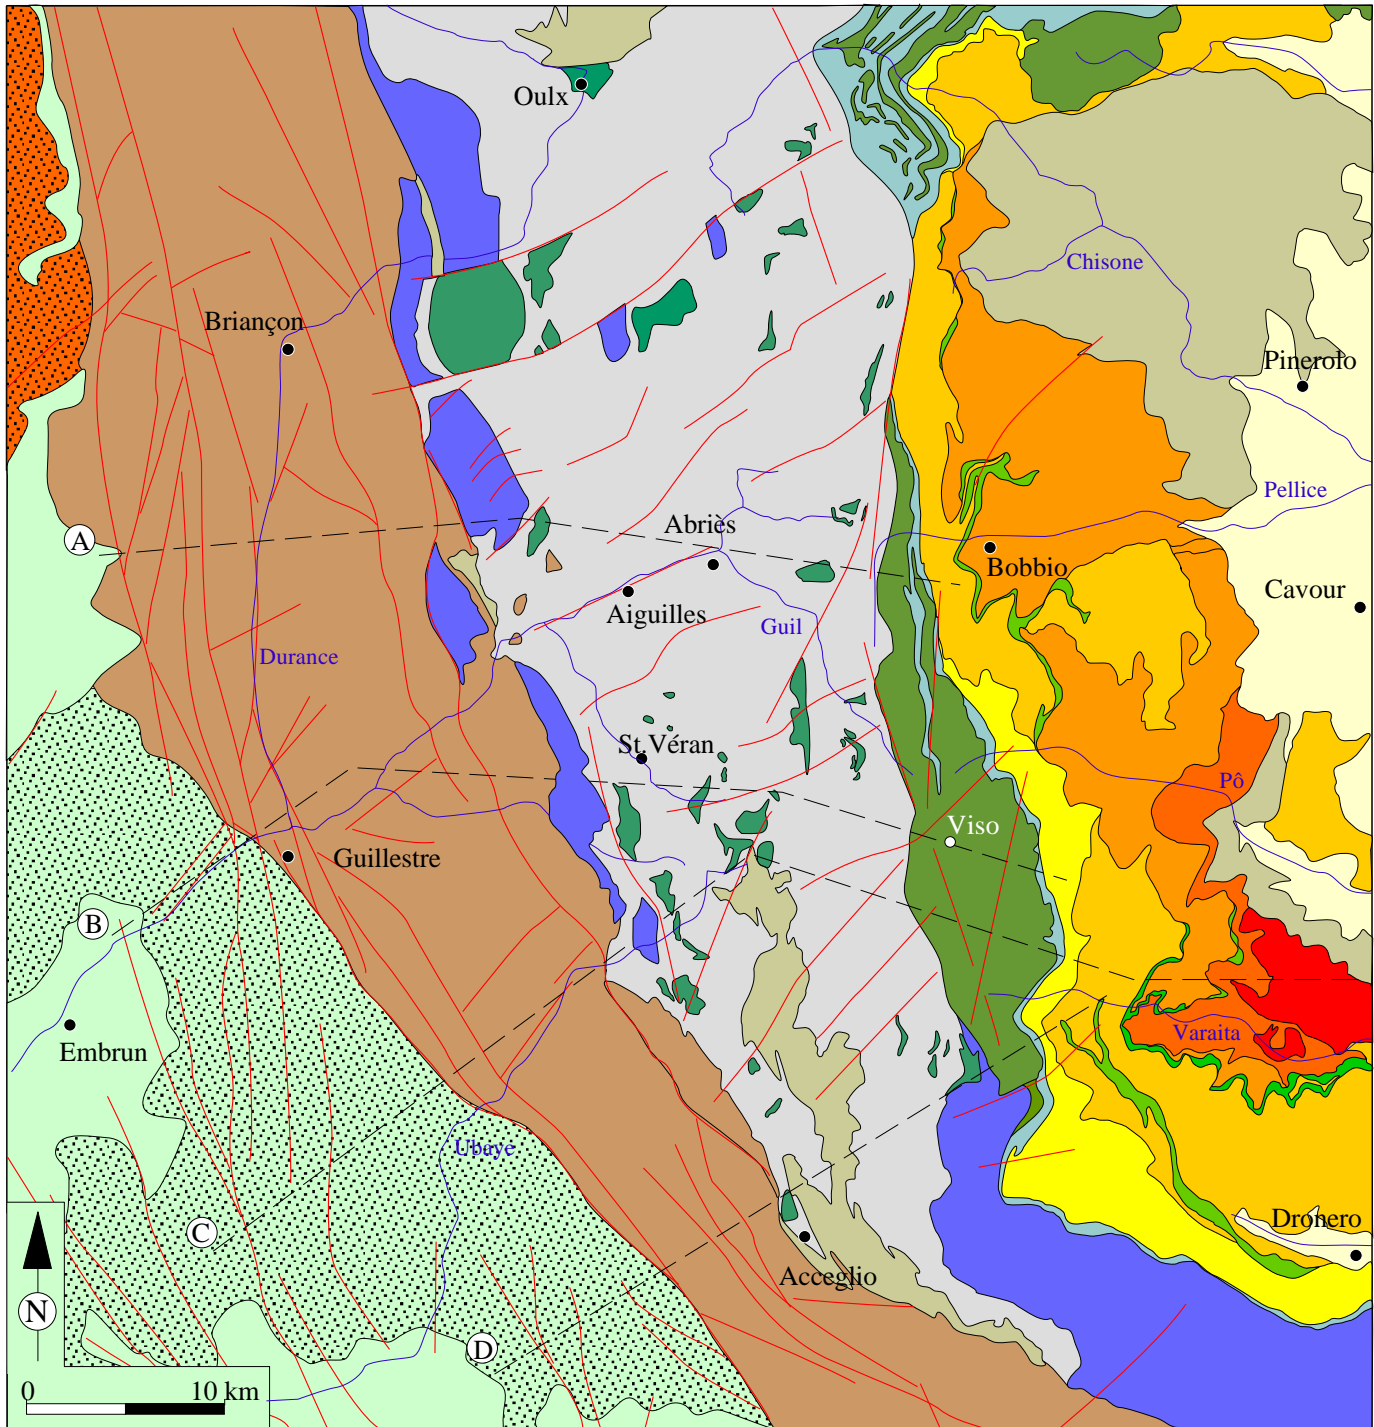 Oulx
Chisone
Briançon
Pinerolo
Pellice
A
Abriès
Bobbio
Cavour
Aiguilles
Guil
Durance
St.Véran
Pô
Viso
Guillestre
B
Embrun
Varaita
Ubaye
C
Dronero
Acceglio
N
D
0 10 km